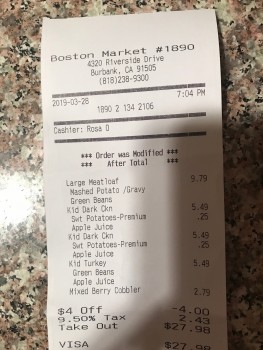 Boston Market #1890
4320 Riverside Drive
Burbank, CA 91505
(818)238-9300
2019-03-28 7:04 PM
1890 2 134 2106
Cashier: Rosa O
*** Order was Modified ***
*** After Total ***
Large Meatloaf 9.79
Mashed Potato /Gravy
Green Beans
Kid Dark Ckn 5.49
Swt Potatoes-Premium .25
Apple Juice
Kid Dark Ckn 5.49
Swt Potatoes-Premium .25
Apple Juice
Kid Turkey 5.49
Green Beans
Apple Juice
Mixed Berry Cobbler 2.79
$4 Off -4.00
9.50% Tax 2.43
Take Out $27.98
VISA $27.98